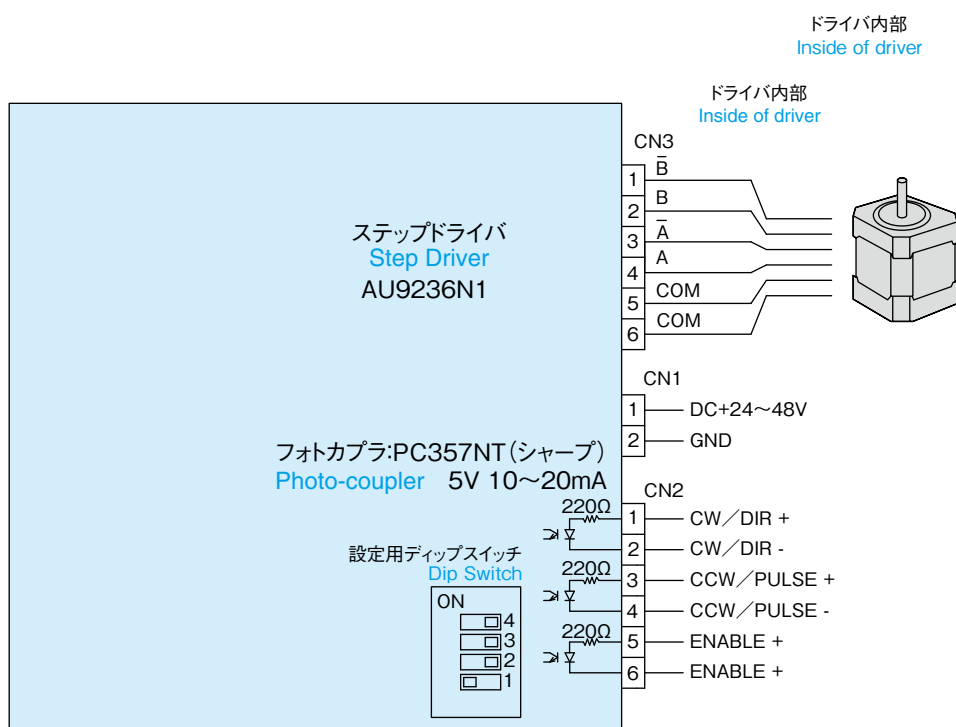 ドライバ内部
Inside of driver
ドライバ内部
Inside of driver
CN3
1 B̅
2 B
3 A̅
4 A
5 COM
6 COM
ステップドライバ
Step Driver
AU9236N1
CN1
1 DC+24〜48V
2 GND
フォトカプラ:PC357NT(シャープ)
Photo-coupler 5V 10〜20mA
CN2
220Ω 1 CW／DIR +
2 CW／DIR -
220Ω 3 CCW／PULSE +
4 CCW／PULSE -
220Ω 5 ENABLE +
6 ENABLE +
設定用ディップスイッチ
Dip Switch
ON
4
3
2
1